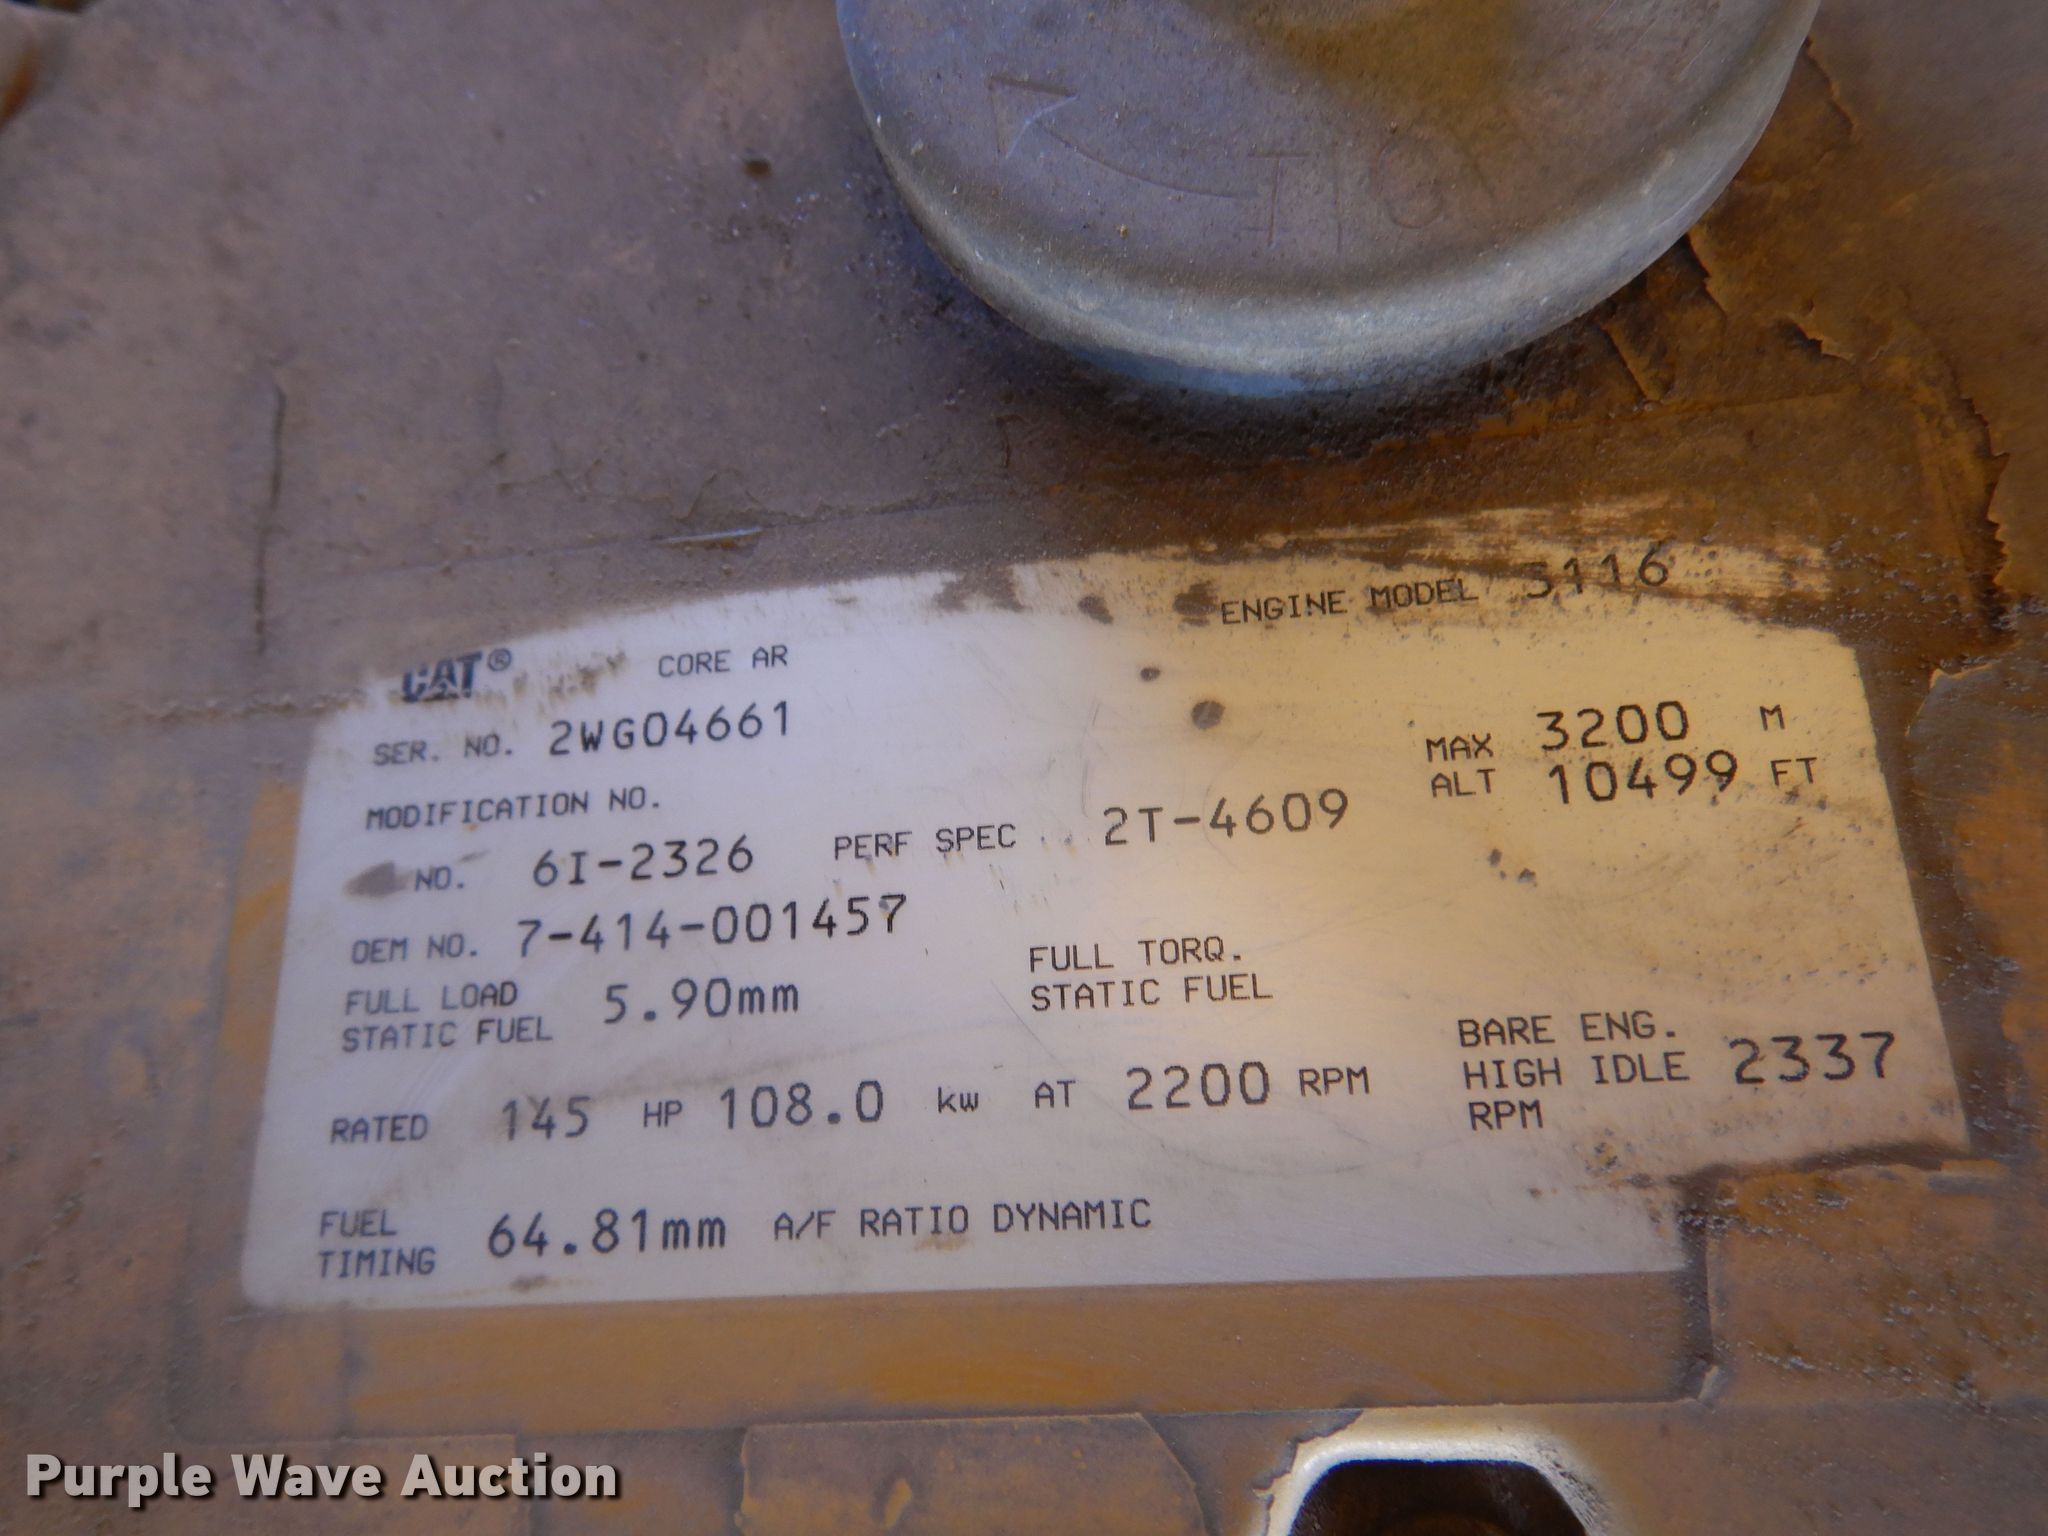 ENGINE MODEL 3116
CAT® CORE AR
SER. NO. 2WG04661
MAX ALT 3200 M
10499 FT
MODIFICATION NO.
NO. 6I-2326 PERF SPEC 2T-4609
OEM NO. 7-414-001457
FULL LOAD STATIC FUEL 5.90mm
FULL TORQ. STATIC FUEL
BARE ENG. HIGH IDLE RPM 2337
RATED 145 HP 108.0 kw AT 2200 RPM
FUEL TIMING 64.81mm A/F RATIO DYNAMIC
Purple Wave Auction